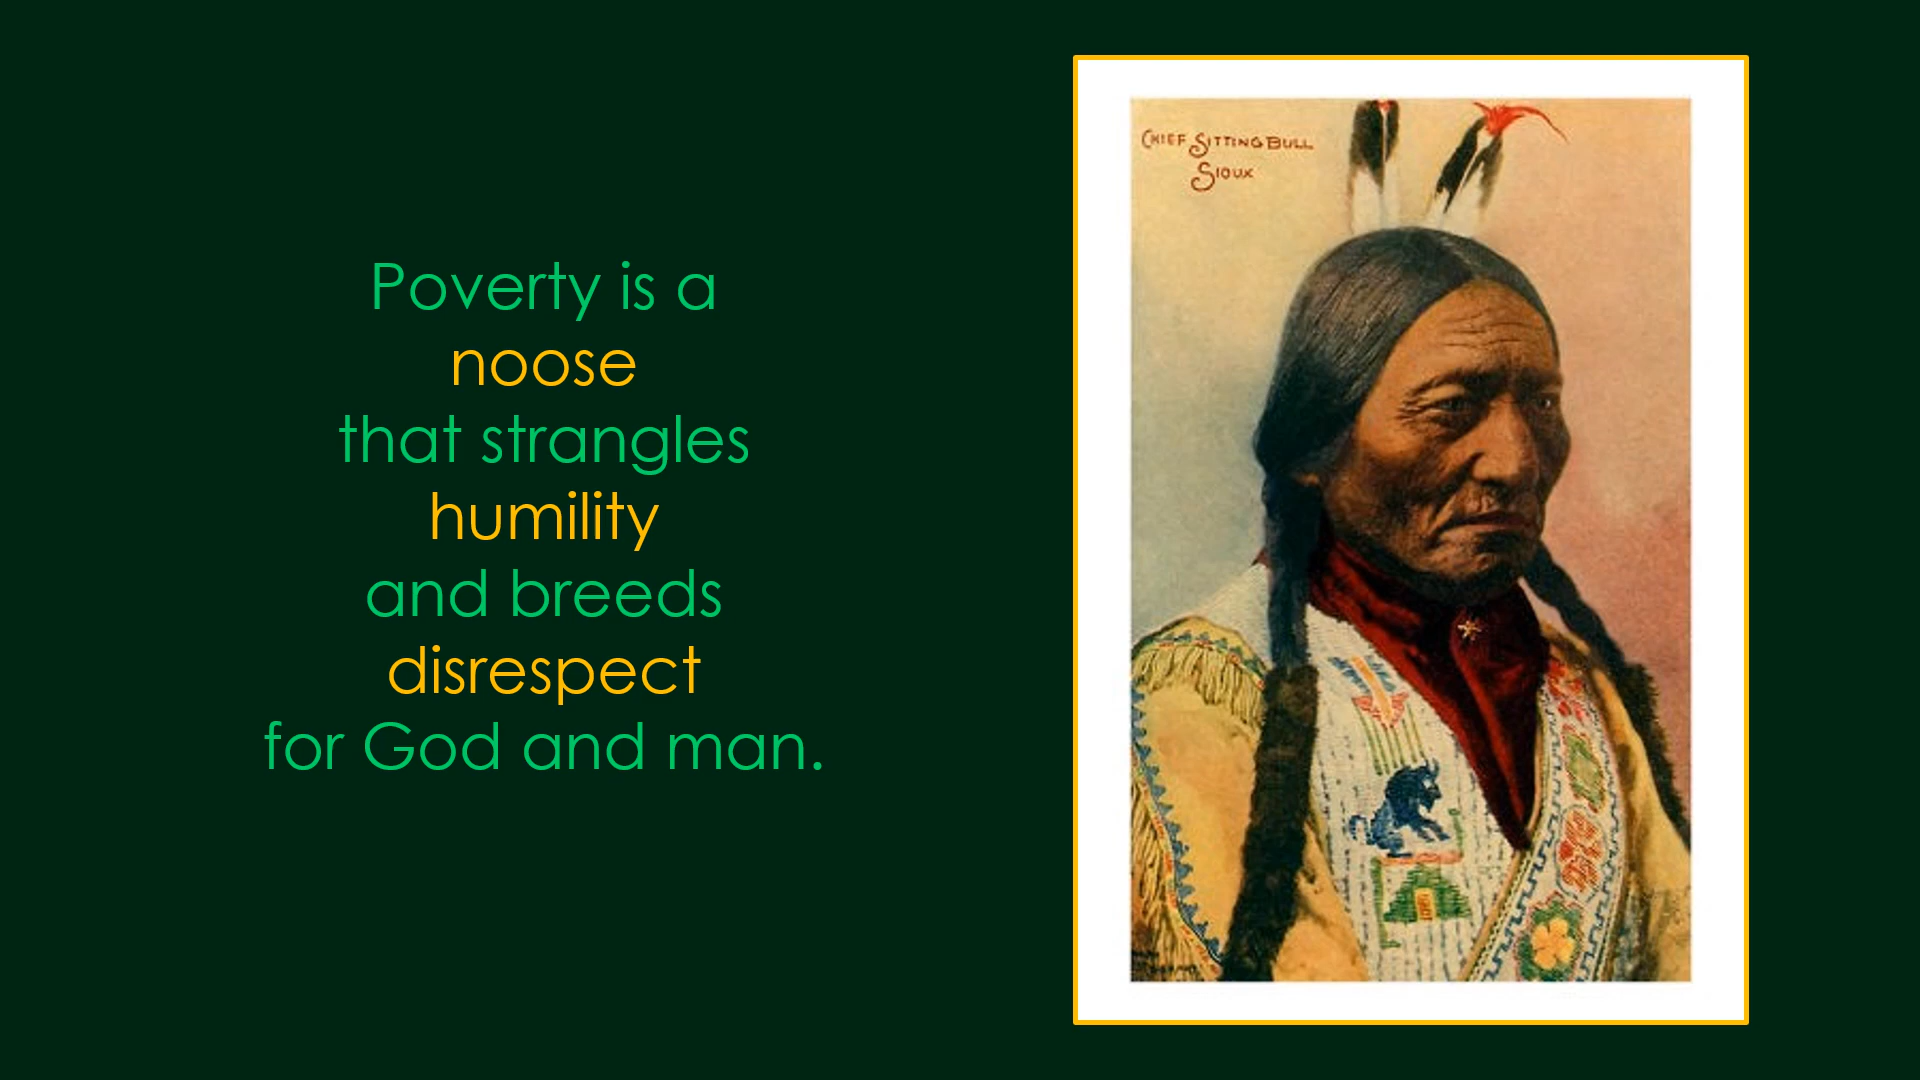 Poverty is a
noose
that strangles
humility
and breeds
disrespect
for God and man.
CHIEF SITTING BULL
SIOUX